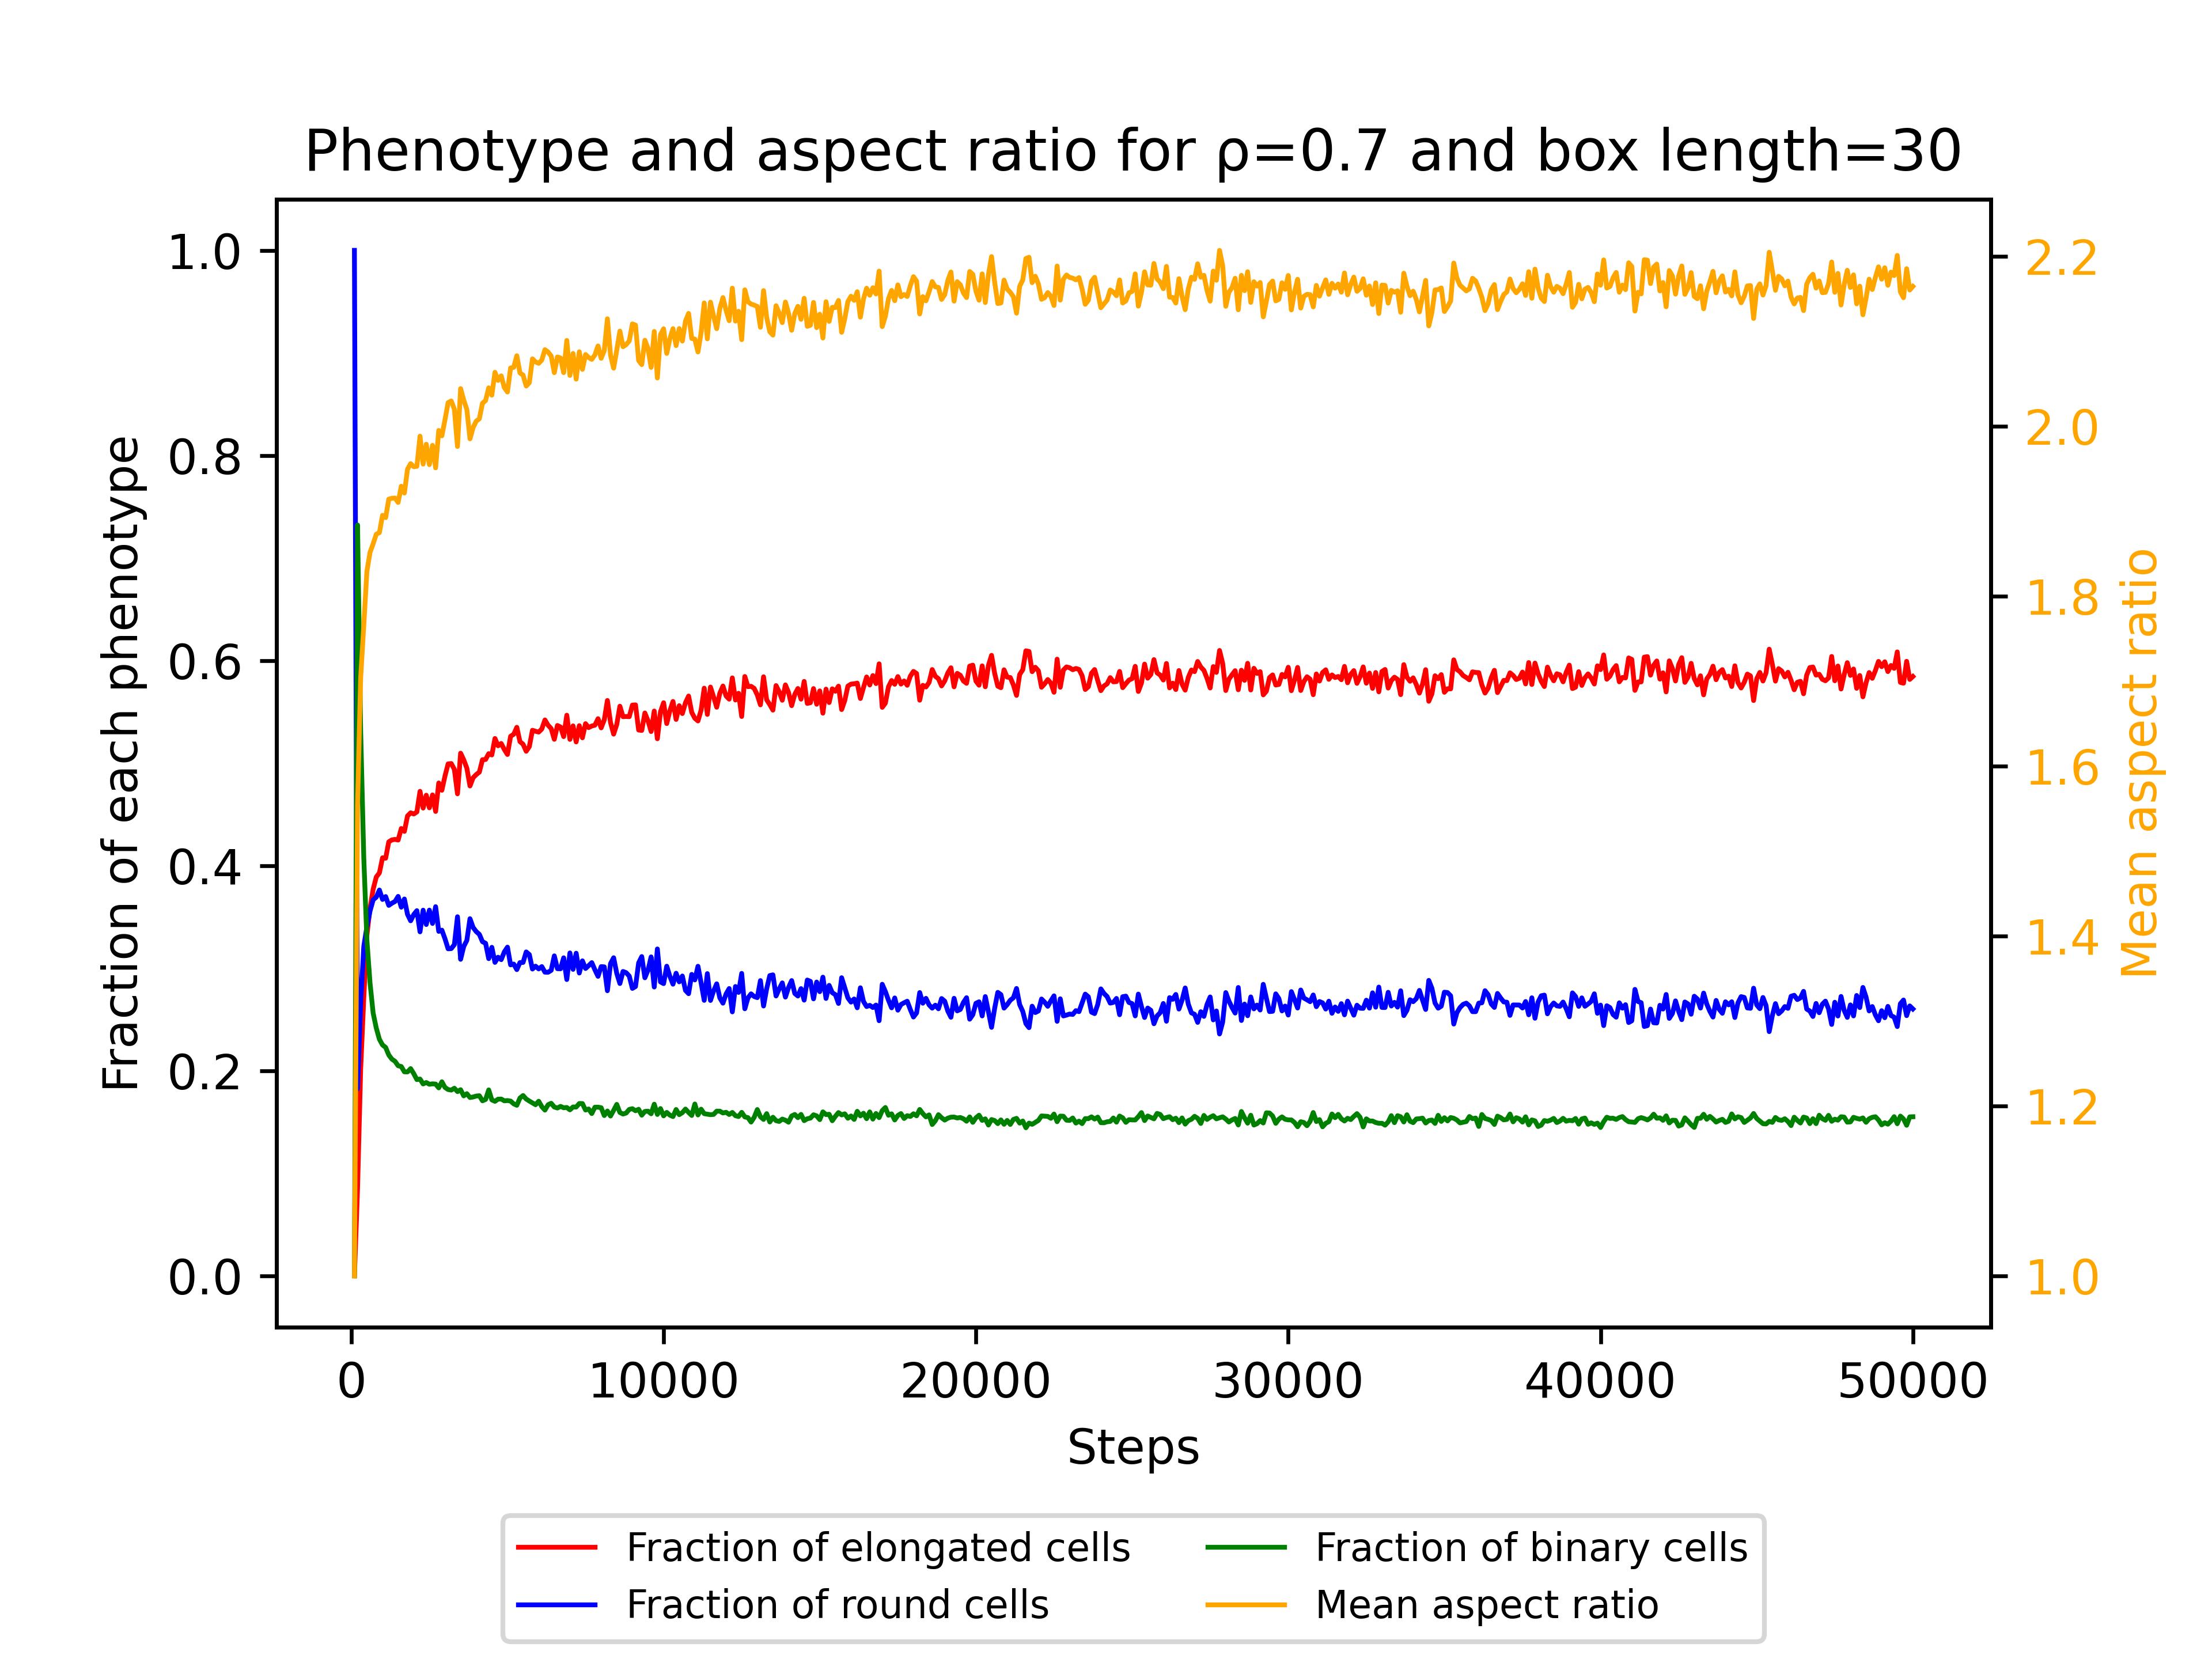 Phenotype and aspect ratio for ρ=0.7 and box length=30
Fraction of each phenotype
1.0
0.8
0.6
0.4
0.2
0.0
2.2
2.0
1.8
1.6
1.4
1.2
1.0
Mean aspect ratio
0 10000 20000 30000 40000 50000
Steps
Fraction of elongated cells
Fraction of round cells
Fraction of binary cells
Mean aspect ratio